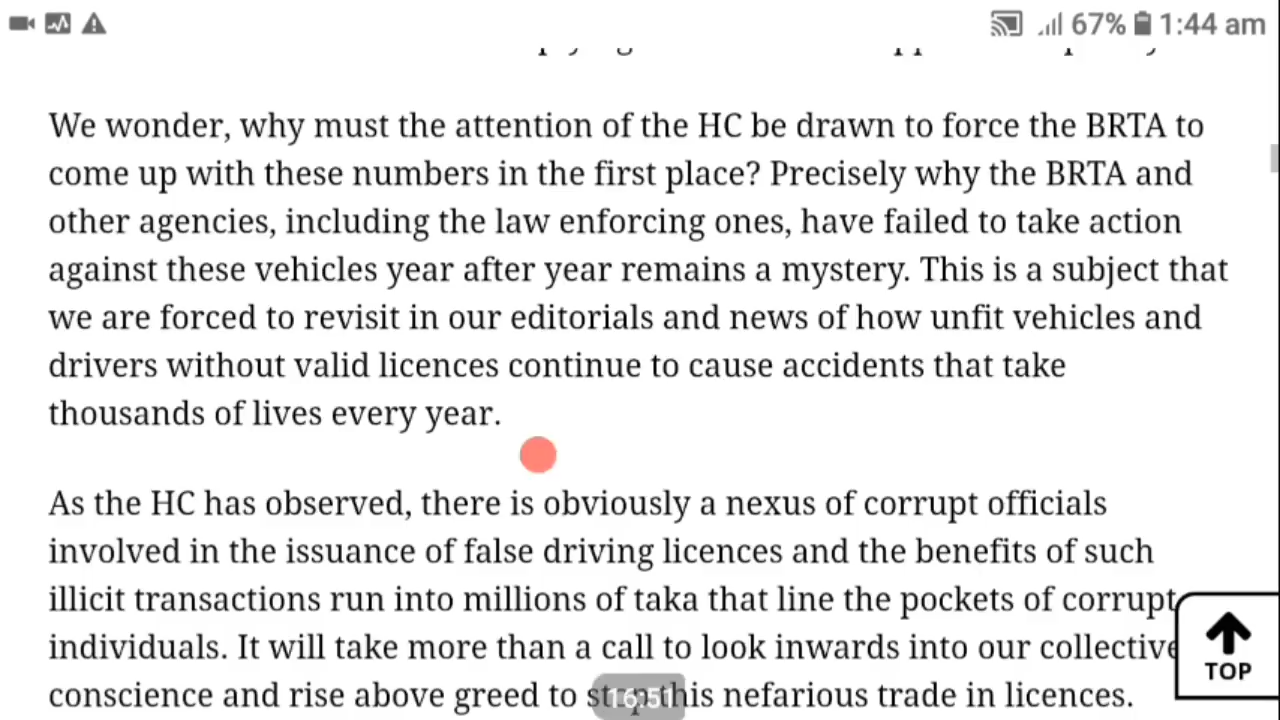 67% 1:44 am
We wonder, why must the attention of the HC be drawn to force the BRTA to
come up with these numbers in the first place? Precisely why the BRTA and
other agencies, including the law enforcing ones, have failed to take action
against these vehicles year after year remains a mystery. This is a subject that
we are forced to revisit in our editorials and news of how unfit vehicles and
drivers without valid licences continue to cause accidents that take
thousands of lives every year.
As the HC has observed, there is obviously a nexus of corrupt officials
involved in the issuance of false driving licences and the benefits of such
illicit transactions run into millions of taka that line the pockets of corrupt
individuals. It will take more than a call to look inwards into our collective
conscience and rise above greed to stop this nefarious trade in licences.
TOP
16:51